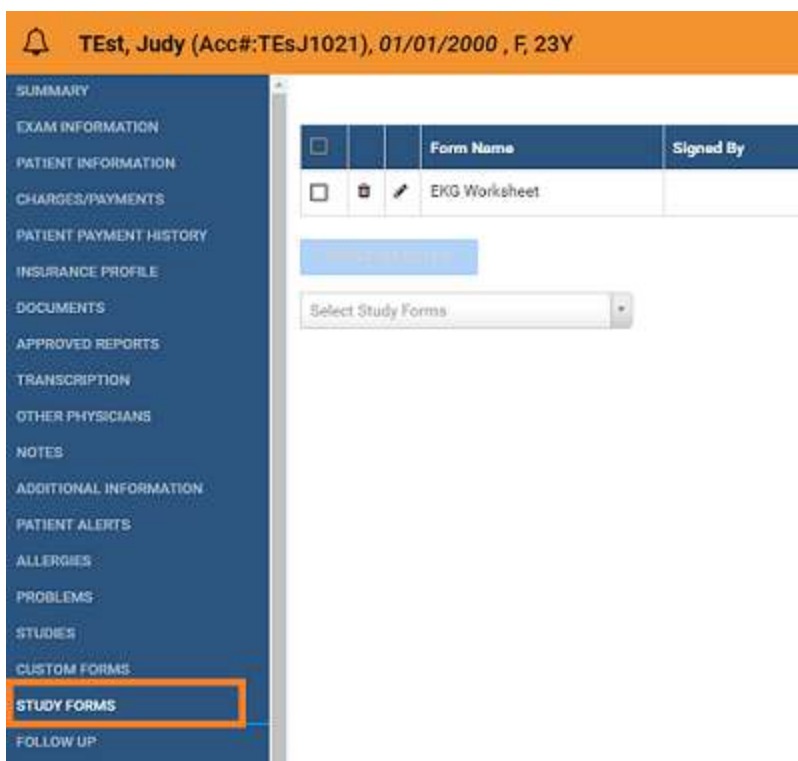 TEst, Judy (Acc#:TEsJ1021), 01/01/2000 , F, 23Y
SUMMARY
EXAM INFORMATION
PATIENT INFORMATION
CHARGES/PAYMENTS
PATIENT PAYMENT HISTORY
INSURANCE PROFILE
DOCUMENTS
APPROVED REPORTS
TRANSCRIPTION
OTHER PHYSICIANS
NOTES
ADDITIONAL INFORMATION
PATIENT ALERTS
ALLERGIES
PROBLEMS
STUDIES
CUSTOM FORMS
STUDY FORMS
FOLLOW UP
Form Name Signed By
EKG Worksheet
Select Study Forms